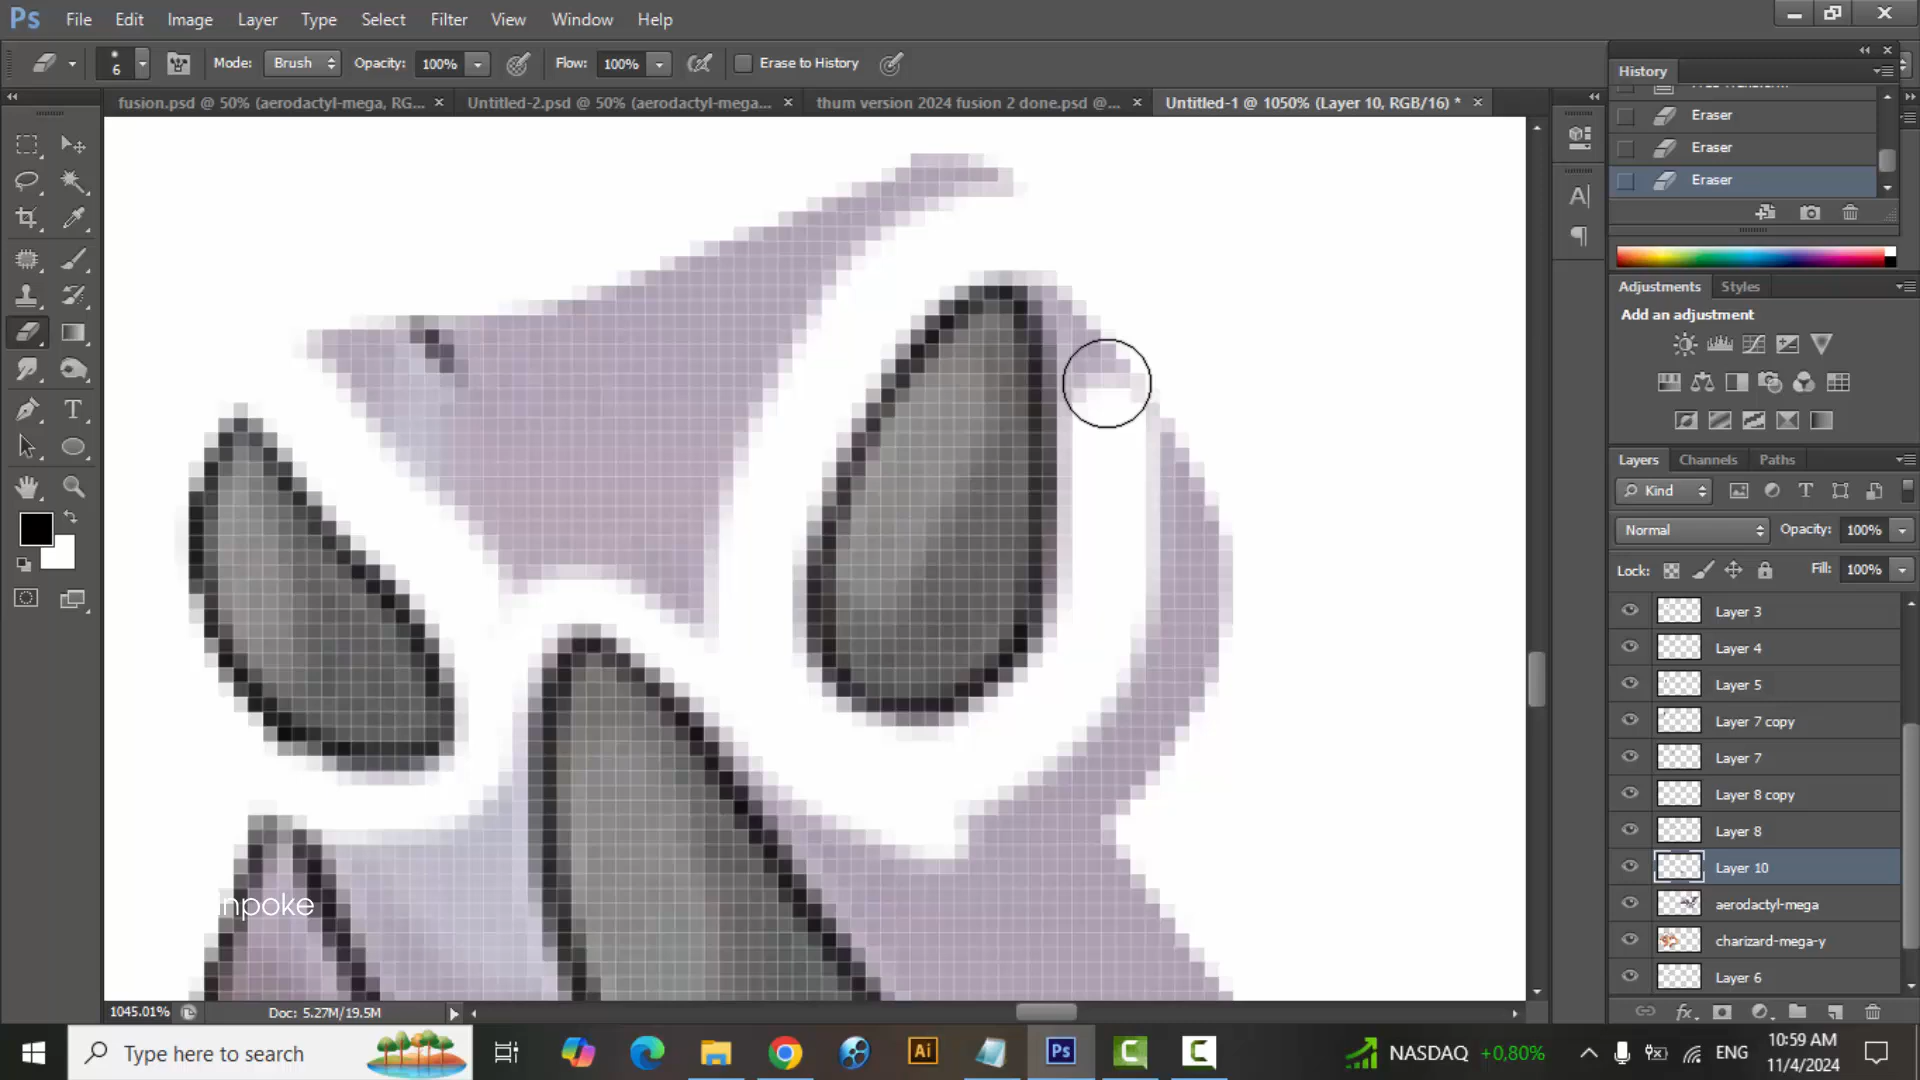 Ps File Edit Image Layer Type Select Filter View Window Help
6 Mode: Brush Opacity: 100% Flow: 100% Erase to History
fusion.psd @ 50% (aerodactyl-mega, RG... × Untitled-2.psd @ 50% (aerodactyl-mega... × thum version 2024 fusion 2 done.psd @... × Untitled-1 @ 1050% (Layer 10, RGB/16) * ×
History
Eraser
Eraser
Eraser
Adjustments Styles
Add an adjustment
Layers Channels Paths
Kind
Normal Opacity: 100%
Lock: Fill: 100%
Layer 3
Layer 4
Layer 5
Layer 7 copy
Layer 7
Layer 8 copy
Layer 8
Layer 10
aerodactyl-mega
charizard-mega-y
Layer 6
1045.01% Doc: 5.27M/19.5M
Type here to search
Ai Ps
NASDAQ +0,80% ENG
10:59 AM
11/4/2024